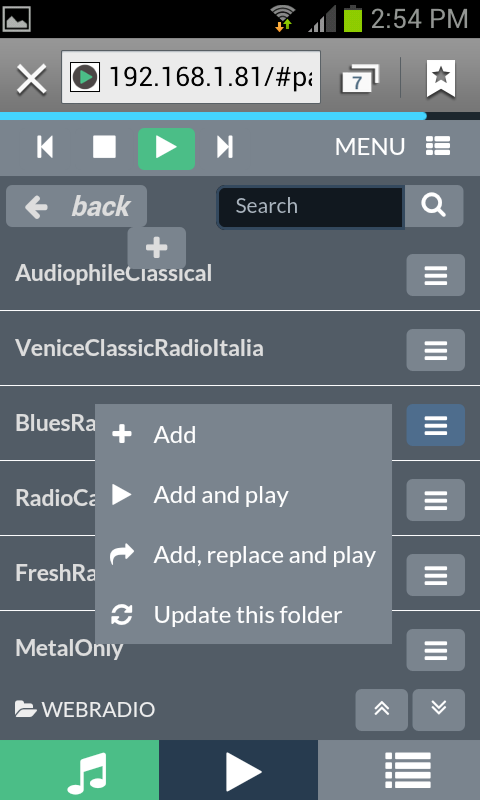 2:54 PM
192.168.1.81/#pa
7
MENU
back
Search
AudiophileClassical
VeniceClassicRadioItalia
BluesRa
Add
Add and play
RadioCa
Add, replace and play
FreshRa
Update this folder
MetalOnly
WEBRADIO